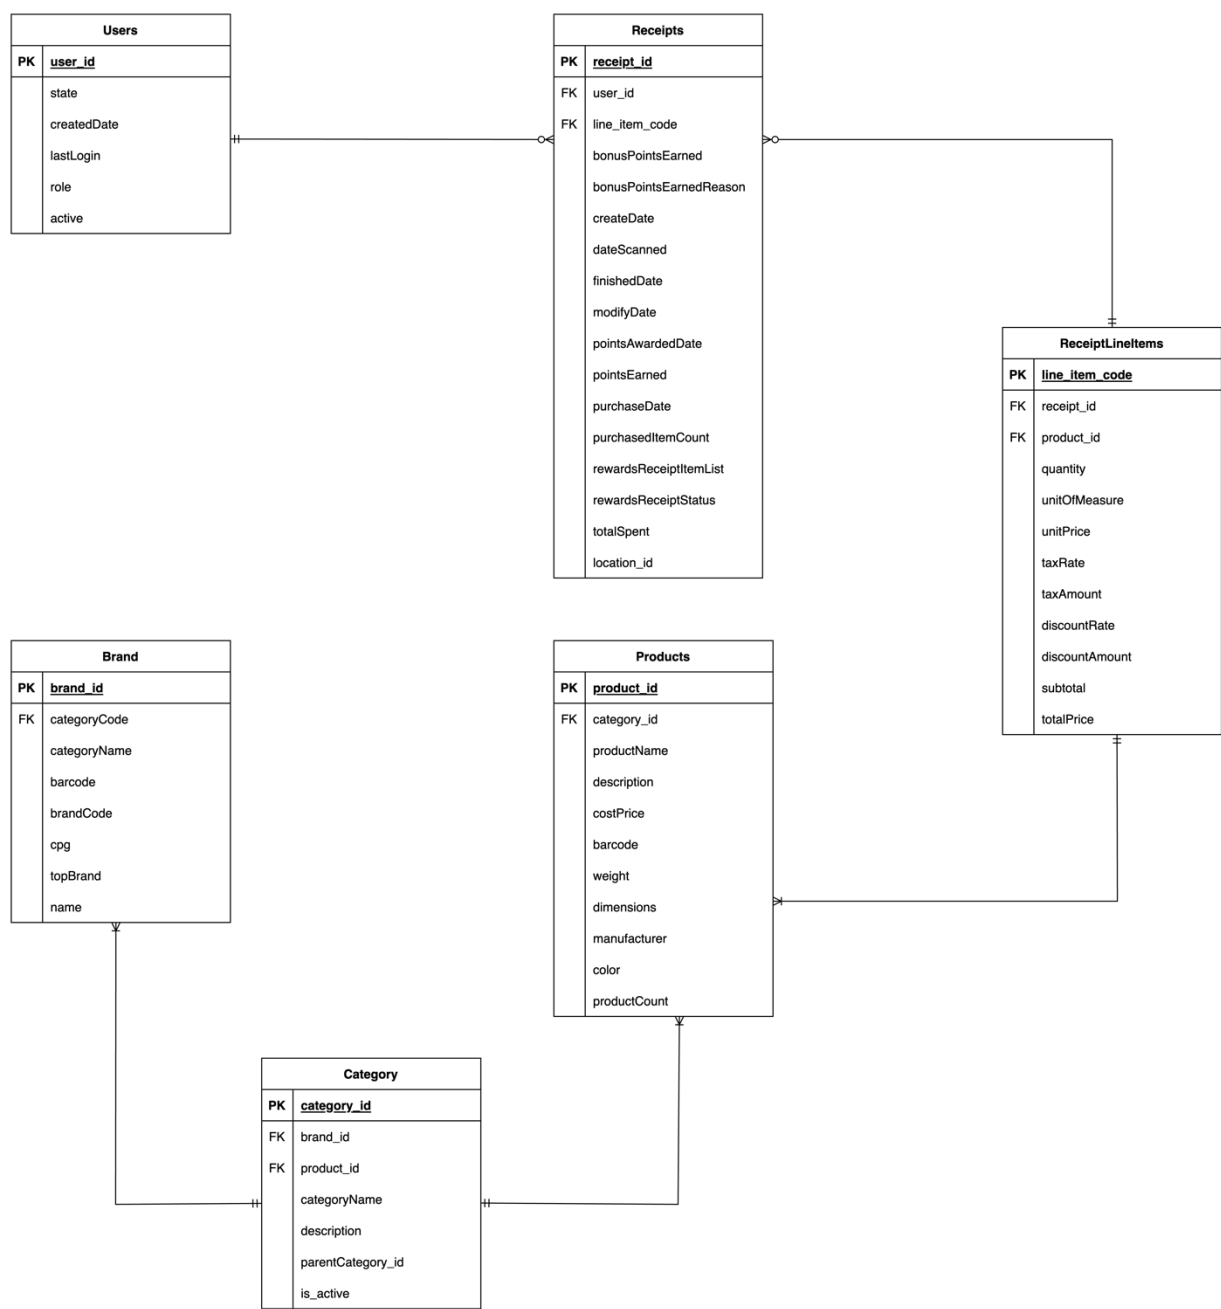 Users
PK user_id
state
createdDate
lastLogin
role
active
Receipts
PK receipt_id
FK user_id
FK line_item_code
bonusPointsEarned
bonusPointsEarnedReason
createDate
dateScanned
finishedDate
modifyDate
pointsAwardedDate
pointsEarned
purchaseDate
purchasedItemCount
rewardsReceiptItemList
rewardsReceiptStatus
totalSpent
location_id
ReceiptLineItems
PK line_item_code
FK receipt_id
FK product_id
quantity
unitOfMeasure
unitPrice
taxRate
taxAmount
discountRate
discountAmount
subtotal
totalPrice
Brand
PK brand_id
FK categoryCode
categoryName
barcode
brandCode
cpg
topBrand
name
Products
PK product_id
FK category_id
productName
description
costPrice
barcode
weight
dimensions
manufacturer
color
productCount
Category
PK category_id
FK brand_id
FK product_id
categoryName
description
parentCategory_id
is_active